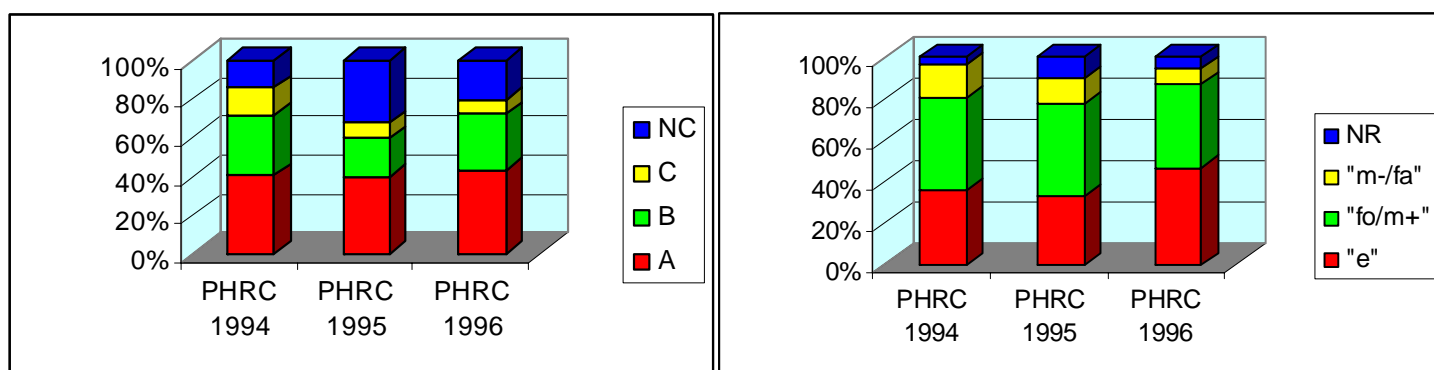 100%
80%
60%
40%
20%
0%
PHRC
1994
PHRC
1995
PHRC
1996
NC
C
B
A
100%
80%
60%
40%
20%
0%
PHRC
1994
PHRC
1995
PHRC
1996
NR
"m-/fa"
"fo/m+"
"e"